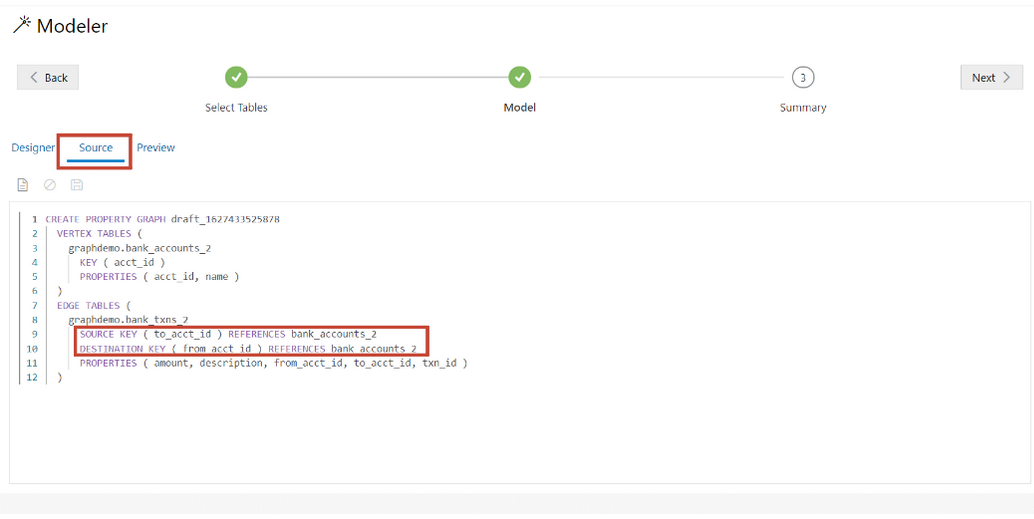 Modeler
Back
3
Next
Select Tables
Model
Summary
Designer
Source
Preview
1 CREATE PROPERTY GRAPH draft_1627433525878
2 VERTEX TABLES (
3 graphdemo.bank_accounts_2
4 KEY ( acct_id )
5 PROPERTIES ( acct_id, name )
6 )
7 EDGE TABLES (
8 graphdemo.bank_txns_2
9 SOURCE KEY ( to_acct_id ) REFERENCES bank_accounts_2
10 DESTINATION KEY ( from_acct_id ) REFERENCES bank_accounts_2
11 PROPERTIES ( amount, description, from_acct_id, to_acct_id, txn_id )
12 )